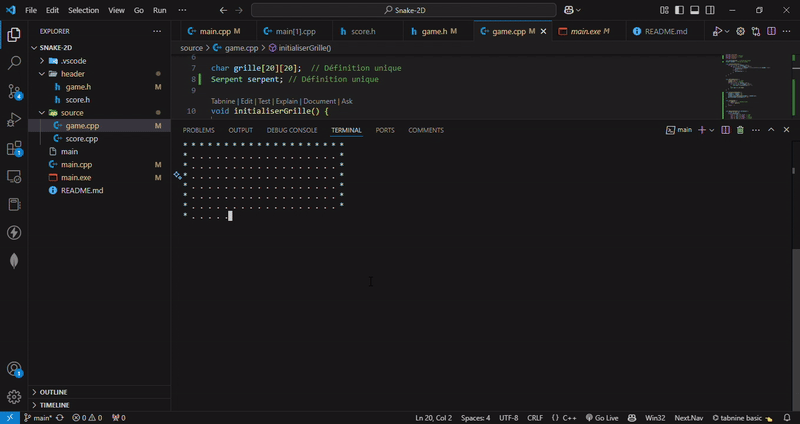 File Edit Selection View Go Run ··· Snake-2D
EXPLORER ···
SNAKE-2D
.vscode
header
game.h M
score.h
source
game.cpp M
score.cpp
main
main.cpp M
main.exe M
README.md
OUTLINE
TIMELINE
main.cpp M main[1].cpp score.h game.h M game.cpp M main.exe M README.md
source > game.cpp > initialiserGrille()
6
7 char grille[20][20]; // Définition unique
8 Serpent serpent; // Définition unique
9
Tabnine | Edit | Test | Explain | Document | Ask
10 void initialiserGrille() {
PROBLEMS OUTPUT DEBUG CONSOLE TERMINAL PORTS COMMENTS main
* * * * * * * * * * * * * * * * * * * *
* . . . . . . . . . . . . . . . . . . *
* . . . . . . . . . . . . . . . . . . *
* . . . . . . . . . . . . . . . . . . *
* . . . . . . . . . . . . . . . . . . *
* . . . . . . . . . . . . . . . . . . *
* . . . . . . . . . . . . . . . . . . *
* . . . . .
main* 0 0 0 Ln 20, Col 2 Spaces: 4 UTF-8 CRLF {} C++ Go Live Win32 Next.Nav tabnine basic